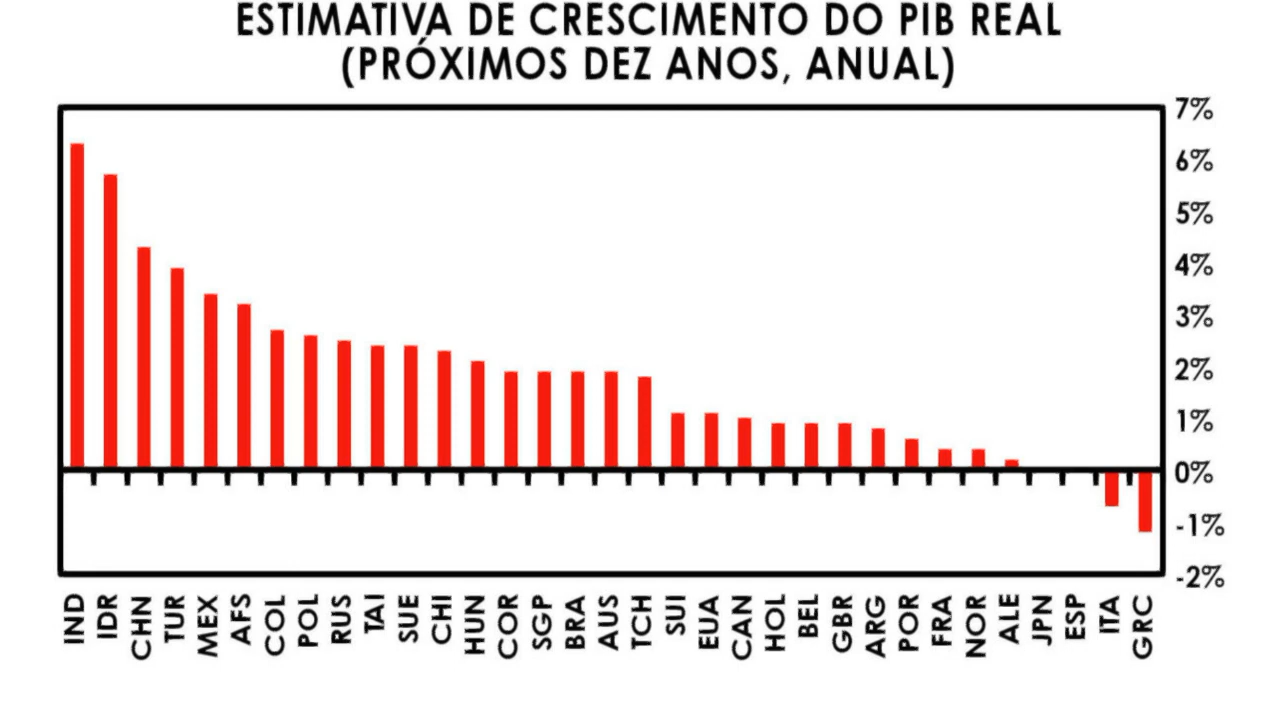 ESTIMATIVA DE CRESCIMENTO DO PIB REAL
(PRÓXIMOS DEZ ANOS, ANUAL)
7%
6%
5%
4%
3%
2%
1%
0%
-1%
-2%
IND
IDR
CHN
TUR
MEX
AFS
COL
POL
RUS
TAI
SUE
CHI
HUN
COR
SGP
BRA
AUS
TCH
SUI
EUA
CAN
HOL
BEL
GBR
ARG
POR
FRA
NOR
ALE
JPN
ESP
ITA
GRC